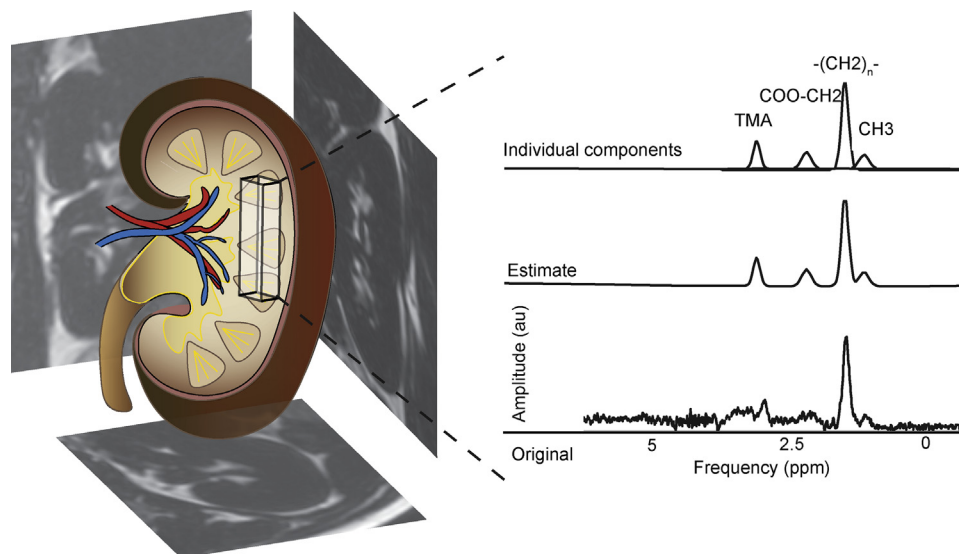 -(CH2)n-
COO-CH2
TMA
CH3
Individual components
Estimate
Amplitude (au)
Original
5
2.5
0
Frequency (ppm)